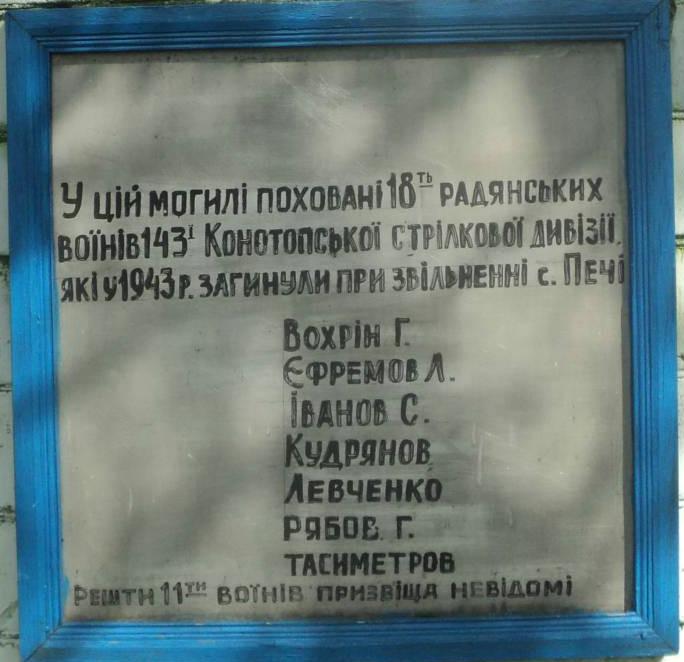 У цій могилі поховані 18ть радянських
воїнів 143ї Конотопської стрілкової дивізії,
які у 1943 р. загинули при звільненні с. Печі
Вохрін Г.
Єфремов Л.
Іванов С.
Кудрянов
Левченко
Рябов Г.
Тасиметров
Решти 11ти воїнів призвіща невідомі